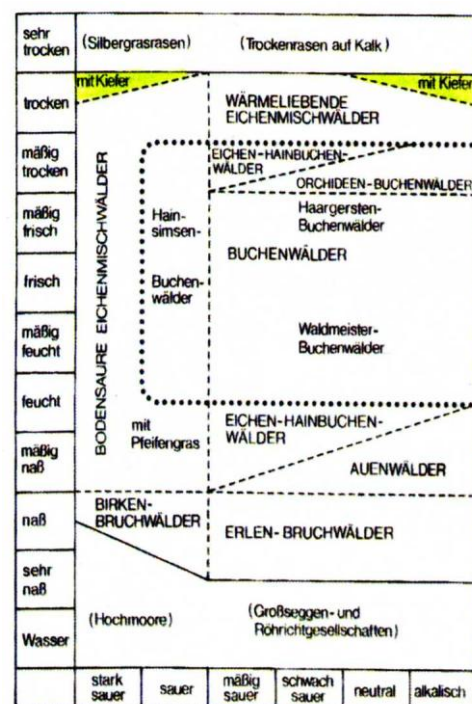 sehr
trocken
(Silbergrasrasen)
(Trockenrasen auf Kalk)
mit Kiefer
mit Kiefer
trocken
WÄRMELIEBENDE
EICHENMISCHWÄLDER
mäßig
trocken
EICHEN-HAINBUCHEN-
WÄLDER
ORCHIDEEN-BUCHENWÄLDER
BODENSAURE EICHENMISCHWÄLDER
mäßig
frisch
Hain-
simsen-
Buchen-
wälder
Haargersten-
Buchenwälder
BUCHENWÄLDER
frisch
mäßig
feucht
Waldmeister-
Buchenwälder
feucht
mit
Pfeifengras
EICHEN-HAINBUCHEN-
WÄLDER
mäßig
naß
AUENWÄLDER
naß
BIRKEN-
BRUCHWÄLDER
ERLEN-BRUCHWÄLDER
sehr
naß
Wasser
(Hochmoore)
(Großseggen- und
Röhrichtgesellschaften)
stark
sauer
sauer
mäßig
sauer
schwach
sauer
neutral
alkalisch